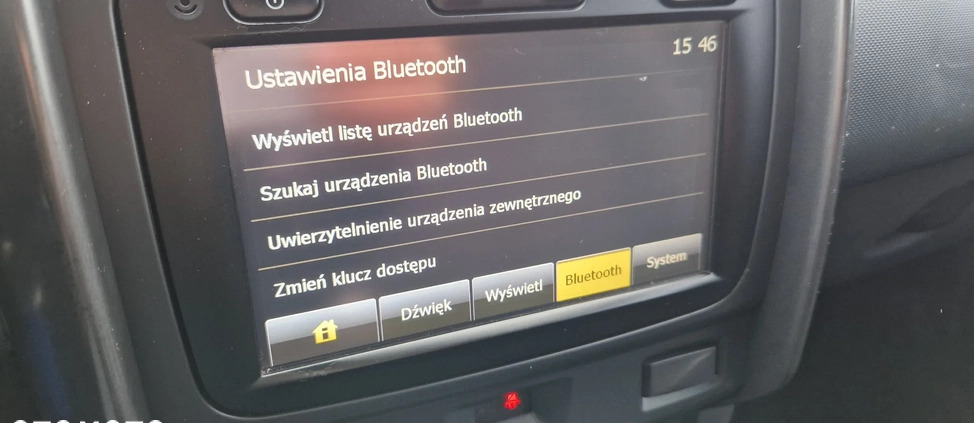 15 46
Ustawienia Bluetooth
Wyświetl listę urządzeń Bluetooth
Szukaj urządzenia Bluetooth
Uwierzytelnienie urządzenia zewnętrznego
Zmień klucz dostępu
Dźwięk Wyświetl Bluetooth System